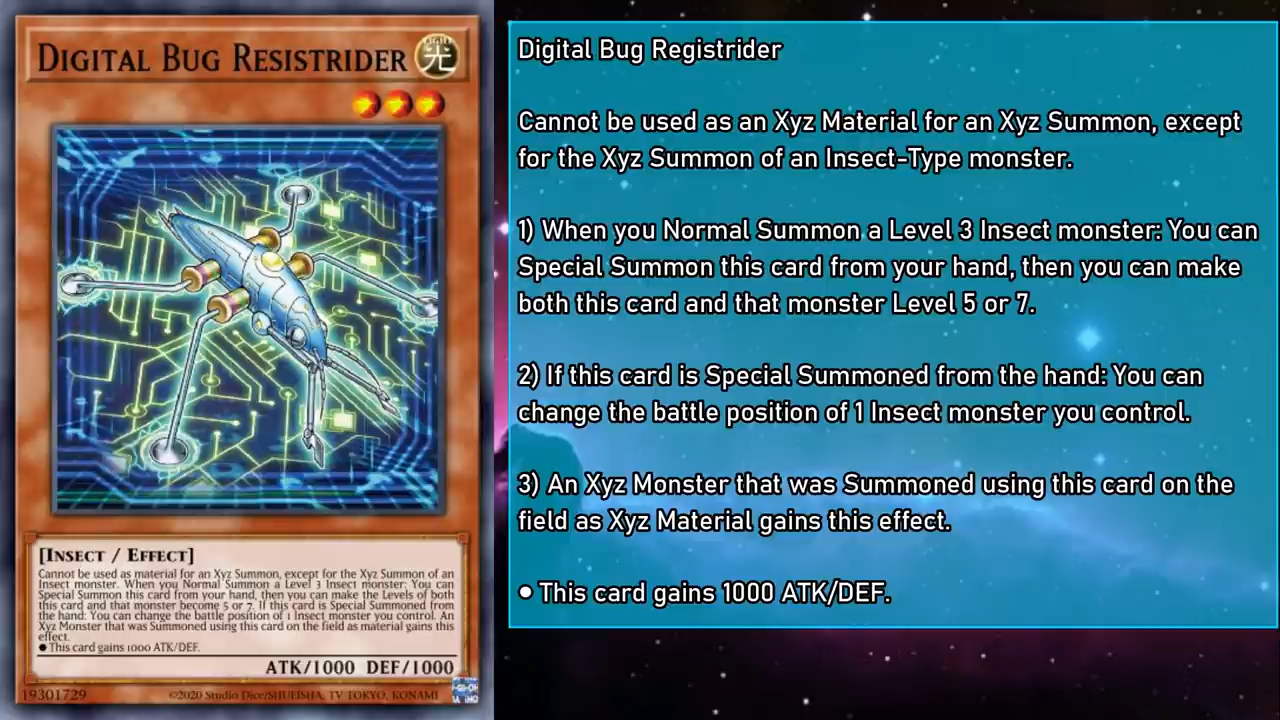 DIGITAL BUG RESISTRIDER
LIGHT
光
[INSECT / EFFECT]
Cannot be used as material for an Xyz Summon, except for the Xyz Summon of an
Insect monster. When you Normal Summon a Level 3 Insect monster: You can
Special Summon this card from your hand, then you can make the Levels of both
this card and that monster become 5 or 7. If this card is Special Summoned from
the hand: You can change the battle position of 1 Insect monster you control. An
Xyz Monster that was Summoned using this card on the field as material gains this
effect.
● This card gains 1000 ATK/DEF.
ATK/1000 DEF/1000
19301729
©2020 Studio Dice/SHUEISHA, TV TOKYO, KONAMI
Digital Bug Registrider
Cannot be used as an Xyz Material for an Xyz Summon, except
for the Xyz Summon of an Insect-Type monster.
1) When you Normal Summon a Level 3 Insect monster: You can
Special Summon this card from your hand, then you can make
both this card and that monster Level 5 or 7.
2) If this card is Special Summoned from the hand: You can
change the battle position of 1 Insect monster you control.
3) An Xyz Monster that was Summoned using this card on the
field as Xyz Material gains this effect.
● This card gains 1000 ATK/DEF.